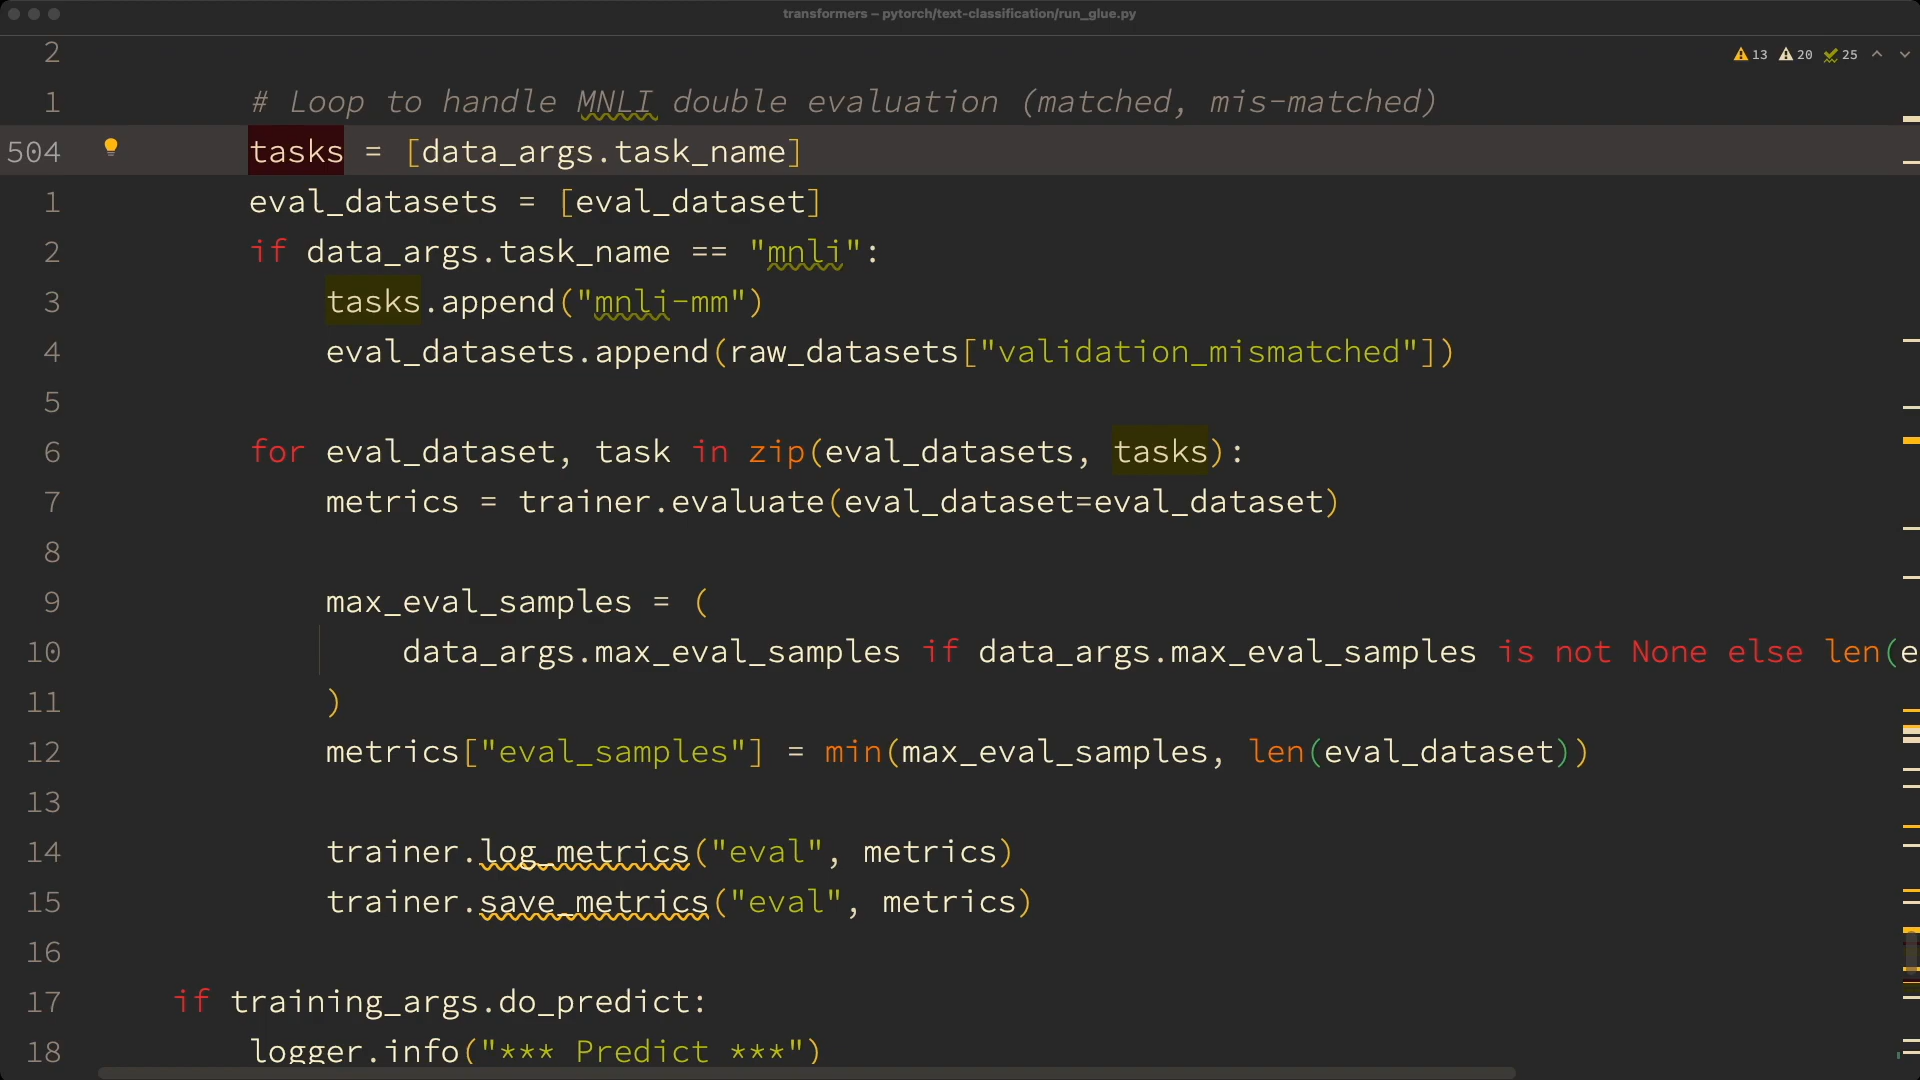 transformers – pytorch/text-classification/run_glue.py
2
13 20 25
1 # Loop to handle MNLI double evaluation (matched, mis-matched)
504 tasks = [data_args.task_name]
1 eval_datasets = [eval_dataset]
2 if data_args.task_name == "mnli":
3 tasks.append("mnli-mm")
4 eval_datasets.append(raw_datasets["validation_mismatched"])
5
6 for eval_dataset, task in zip(eval_datasets, tasks):
7 metrics = trainer.evaluate(eval_dataset=eval_dataset)
8
9 max_eval_samples = (
10 data_args.max_eval_samples if data_args.max_eval_samples is not None else len(e
11 )
12 metrics["eval_samples"] = min(max_eval_samples, len(eval_dataset))
13
14 trainer.log_metrics("eval", metrics)
15 trainer.save_metrics("eval", metrics)
16
17 if training_args.do_predict:
18 logger.info("*** Predict ***")